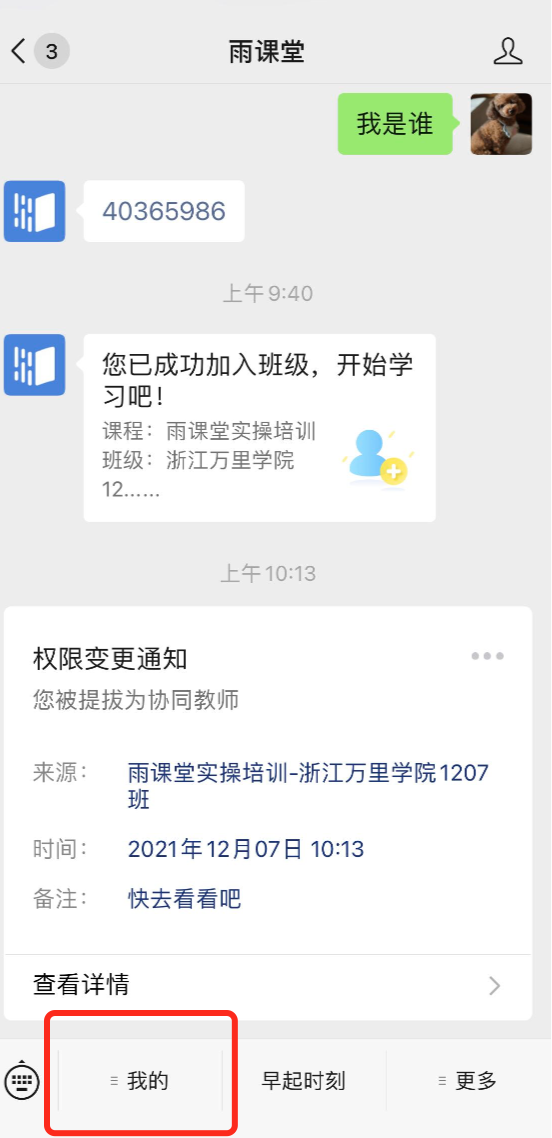 3
雨课堂
我是谁
40365986
上午9:40
您已成功加入班级，开始学
习吧！
课程：雨课堂实操培训
班级：浙江万里学院
12......
上午10:13
权限变更通知
您被提拔为协同教师
来源：
雨课堂实操培训-浙江万里学院1207
班
时间：
2021年12月07日 10:13
备注：
快去看看吧
查看详情
我的
早起时刻
更多